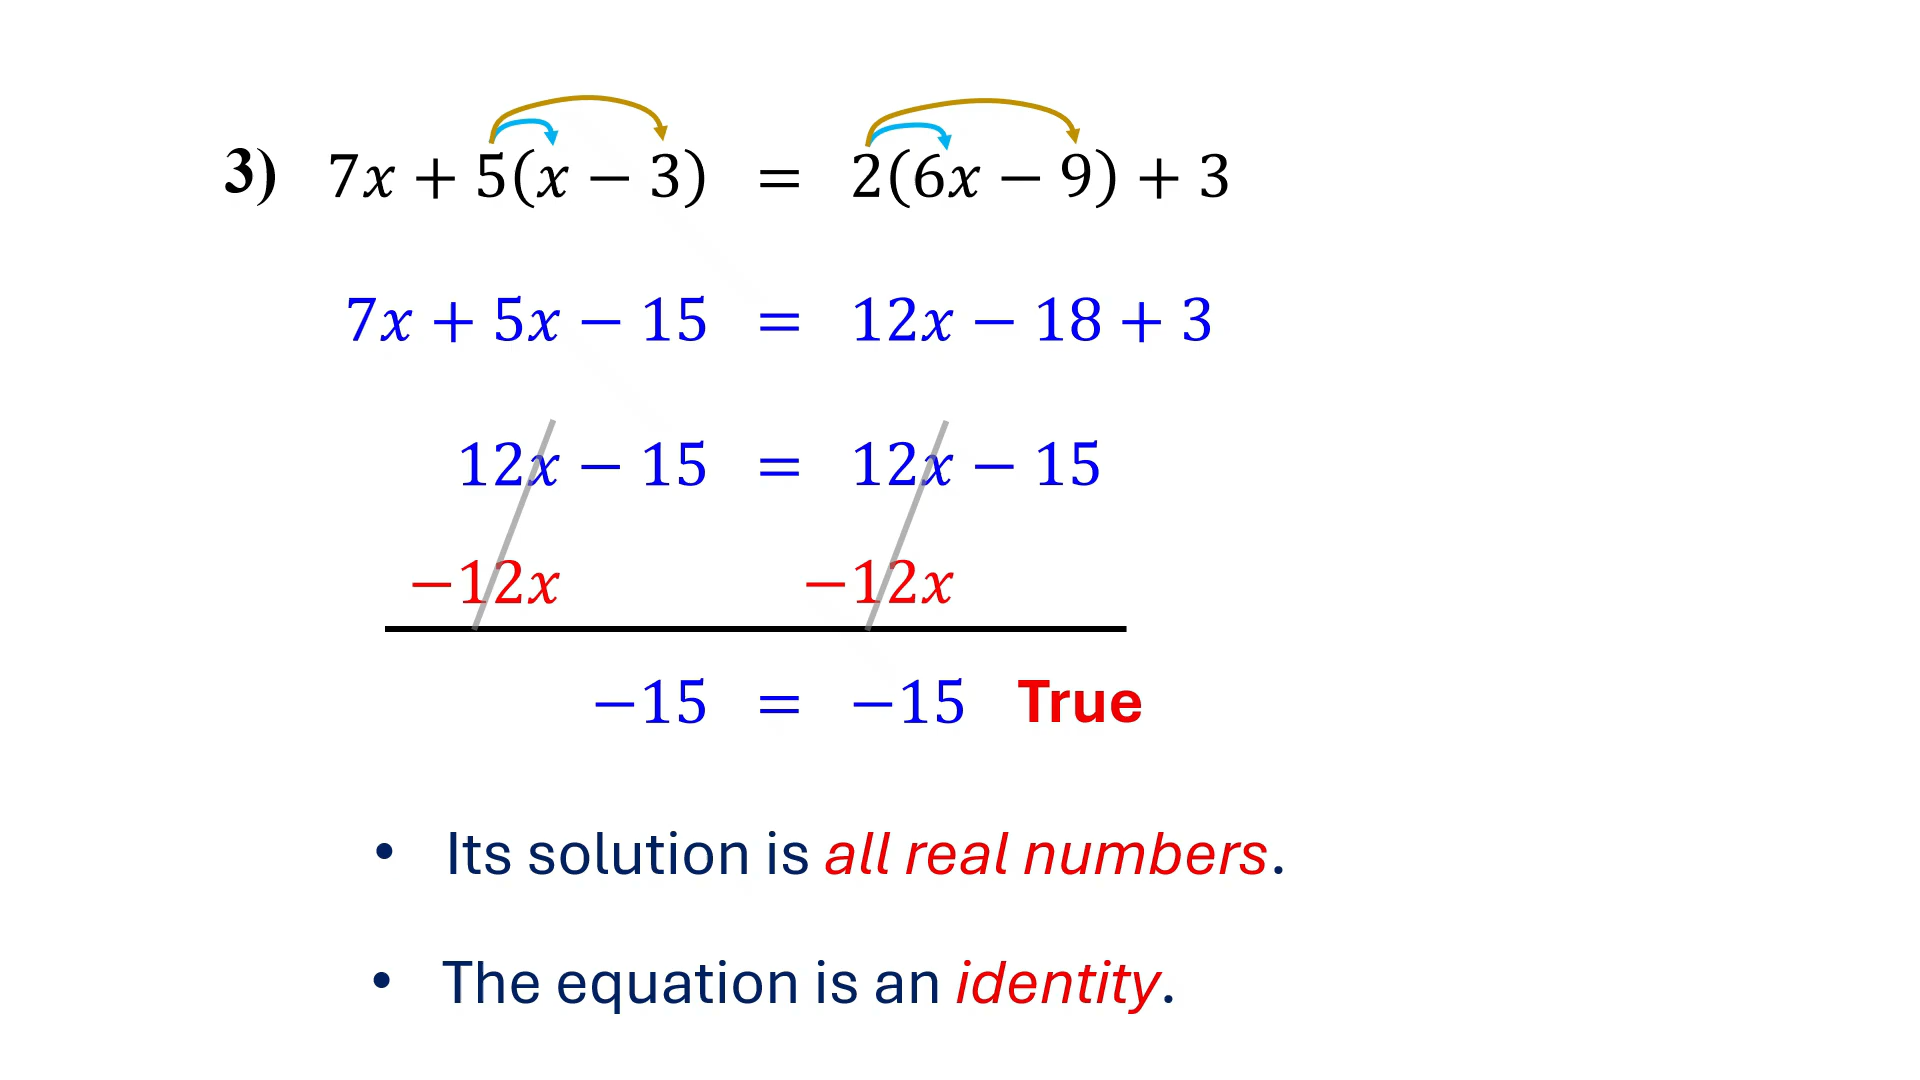 3) 7x + 5(x − 3) = 2(6x − 9) + 3
7x + 5x − 15 = 12x − 18 + 3
12x − 15 = 12x − 15
−12x −12x
−15 = −15 True
• Its solution is all real numbers.
• The equation is an identity.